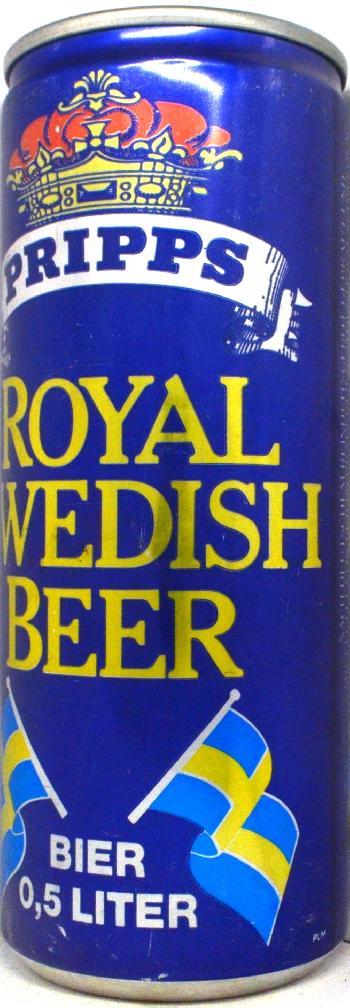 PRIPPS
ROYAL
WEDISH
BEER
BIER
0,5 LITER
PLM